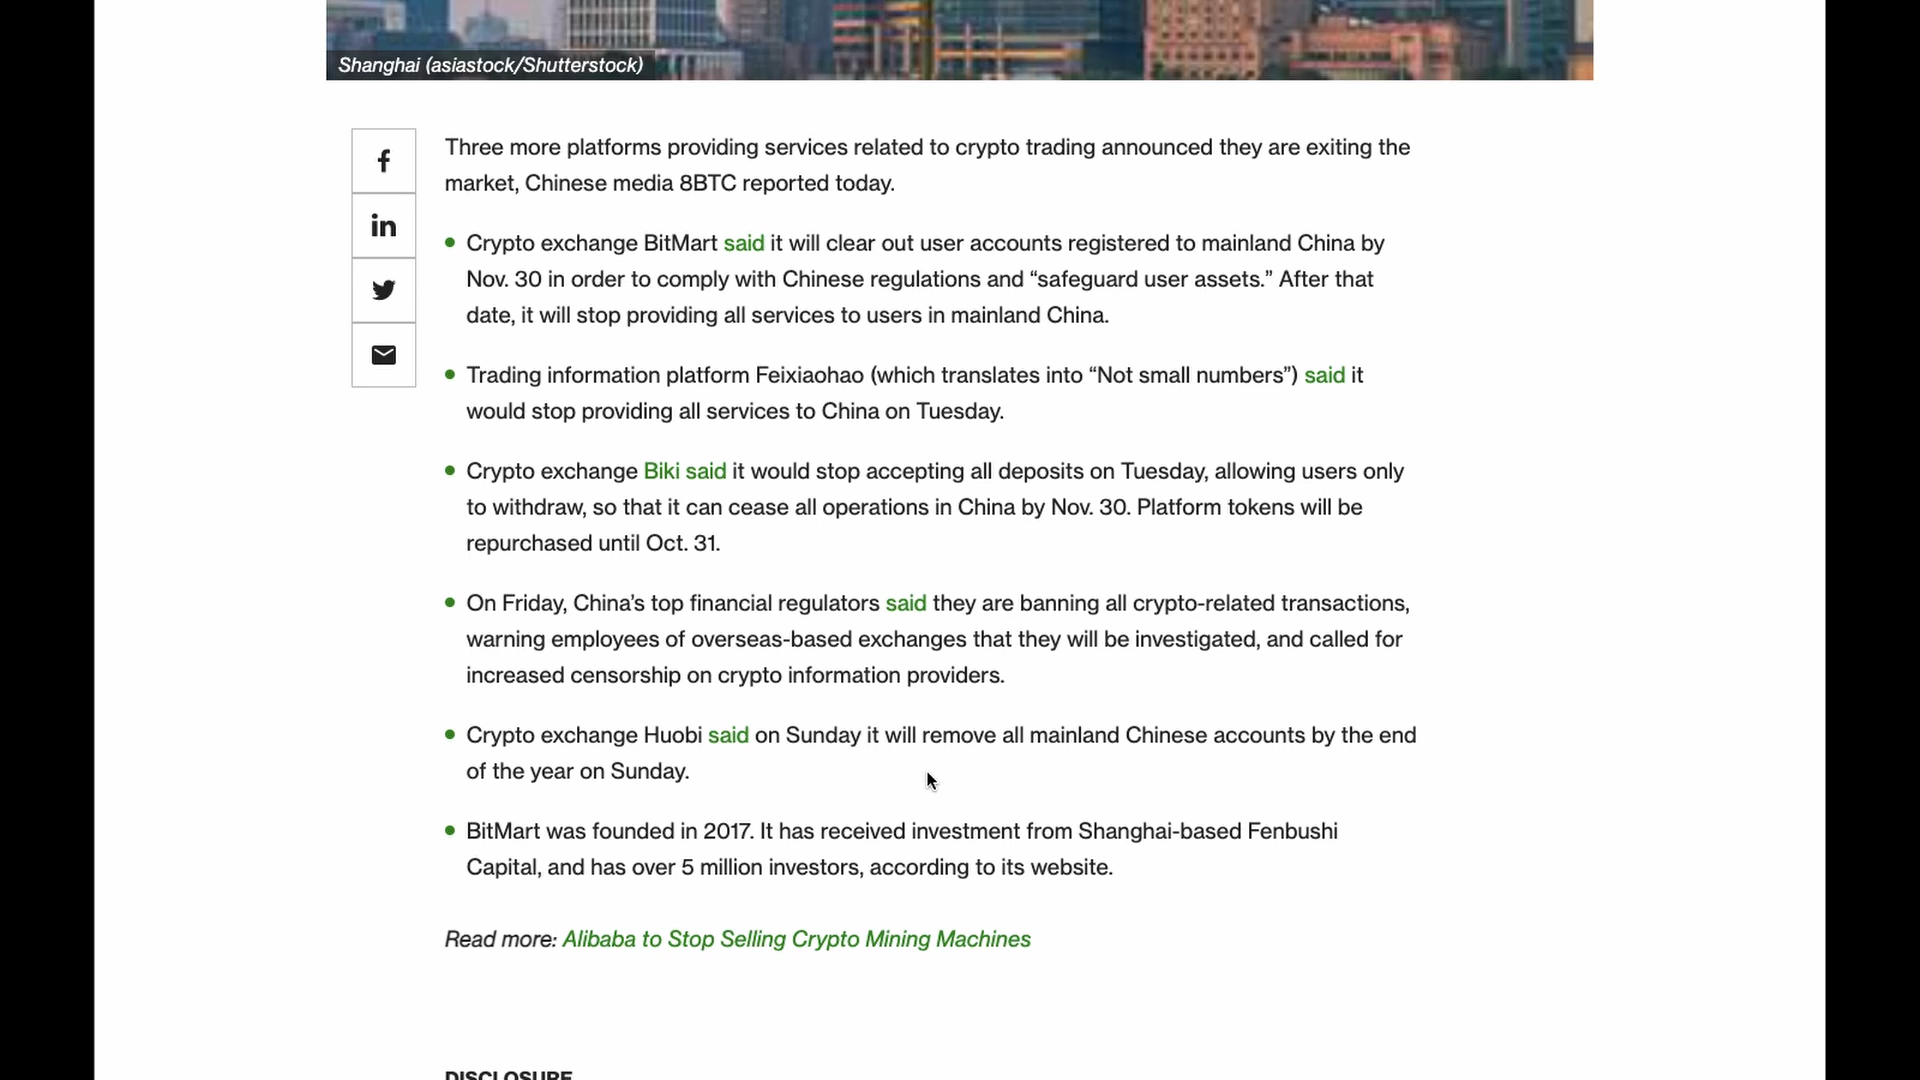 Shanghai (asiastock/Shutterstock)
Three more platforms providing services related to crypto trading announced they are exiting the
market, Chinese media 8BTC reported today.
Crypto exchange BitMart said it will clear out user accounts registered to mainland China by
Nov. 30 in order to comply with Chinese regulations and “safeguard user assets.” After that
date, it will stop providing all services to users in mainland China.
Trading information platform Feixiaohao (which translates into “Not small numbers”) said it
would stop providing all services to China on Tuesday.
Crypto exchange Biki said it would stop accepting all deposits on Tuesday, allowing users only
to withdraw, so that it can cease all operations in China by Nov. 30. Platform tokens will be
repurchased until Oct. 31.
On Friday, China’s top financial regulators said they are banning all crypto-related transactions,
warning employees of overseas-based exchanges that they will be investigated, and called for
increased censorship on crypto information providers.
Crypto exchange Huobi said on Sunday it will remove all mainland Chinese accounts by the end
of the year on Sunday.
BitMart was founded in 2017. It has received investment from Shanghai-based Fenbushi
Capital, and has over 5 million investors, according to its website.
Read more: Alibaba to Stop Selling Crypto Mining Machines
DISCLOSURE